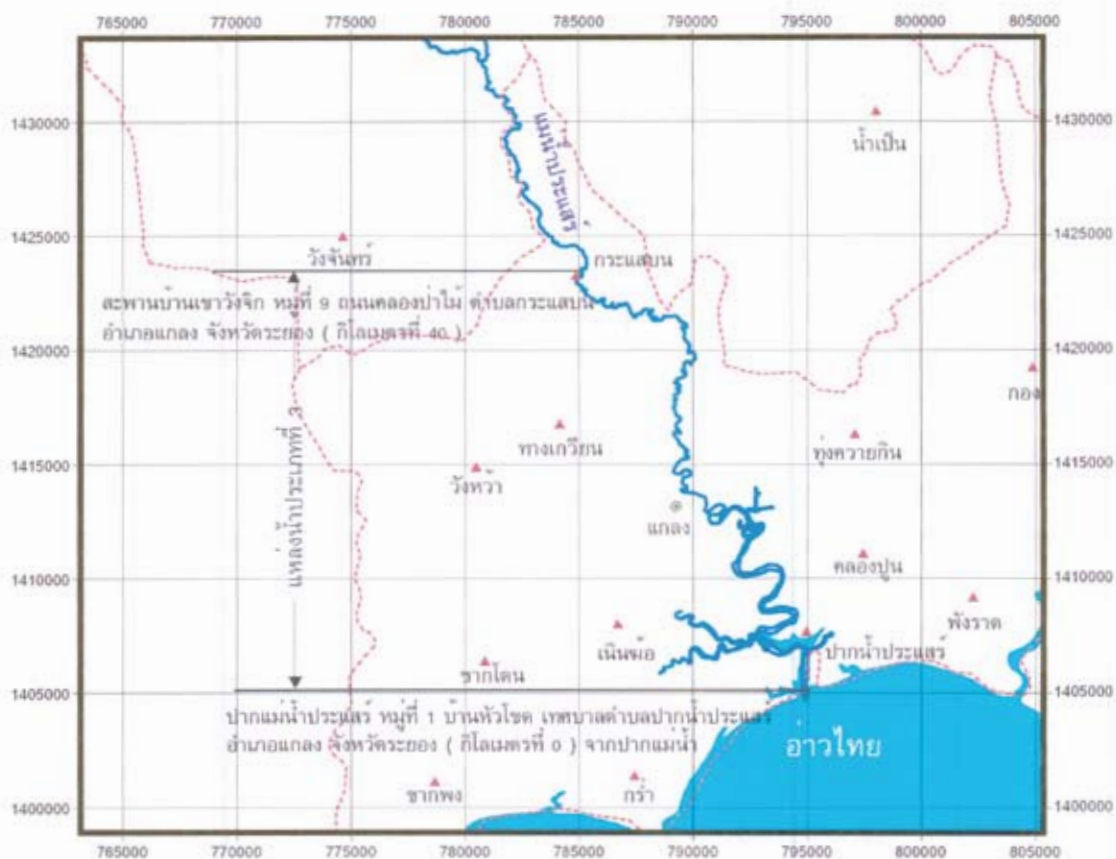 765000 770000 775000 780000 785000 790000 795000 800000 805000
1430000 1430000
แม่น้ำประแสร์
น้ำเป็น
1425000 1425000
วังจันทร์
กระแสบน
สะพานบ้านเขาวังจิก หมู่ที่ 9 ถนนคลองป่าไม้ ตำบลกระแสบน
อำเภอแกลง จังหวัดระยอง ( กิโลเมตรที่ 40 )
1420000 1420000
กอง
แหล่งน้ำประเภทที่ 3
ทางเกวียน
ทุ่งควายกิน
1415000 1415000
วังหว้า
แกลง
คลองปูน
1410000 1410000
พังราด
เนินฆ้อ
ปากน้ำประแสร์
ชากโดน
1405000 1405000
ปากแม่น้ำประแสร์ หมู่ที่ 1 บ้านหัวโขด เทศบาลตำบลปากน้ำประแสร์
อำเภอแกลง จังหวัดระยอง ( กิโลเมตรที่ 0 ) จากปากแม่น้ำ
อ่าวไทย
ชากพง
กร่ำ
1400000 1400000
765000 770000 775000 780000 785000 790000 795000 800000 805000